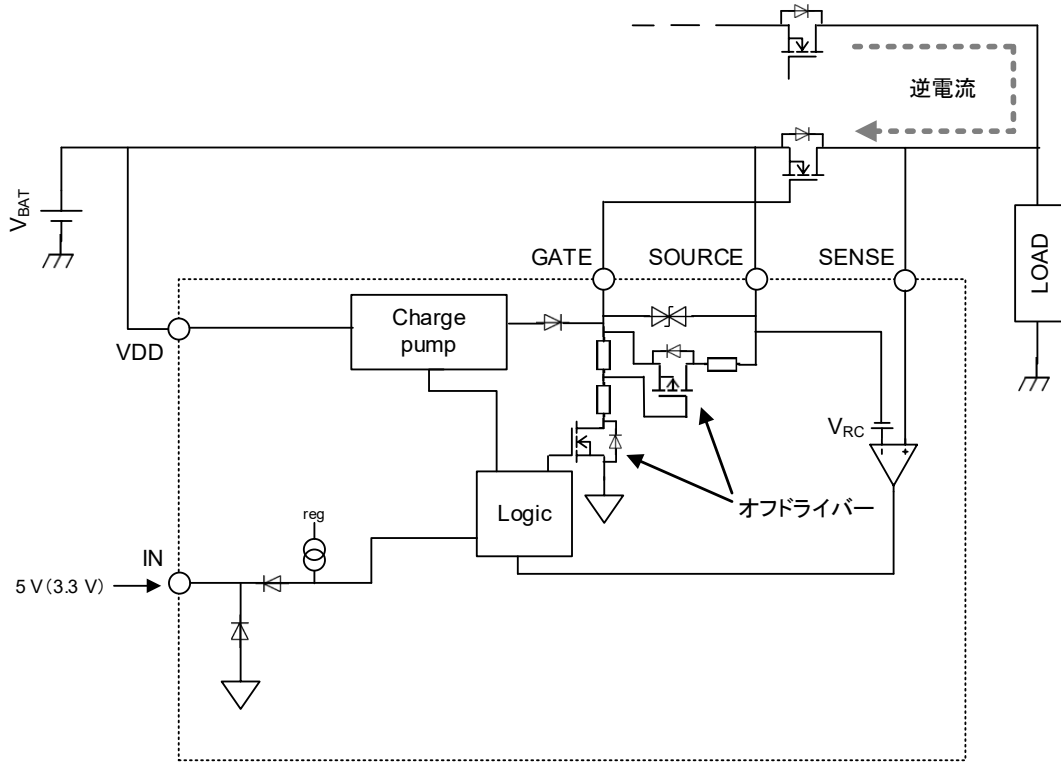 逆電流
VBAT
GATE
SOURCE
SENSE
LOAD
VDD
Charge
pump
VRC
- +
Logic
オフドライバー
reg
IN
5 V(3.3 V)